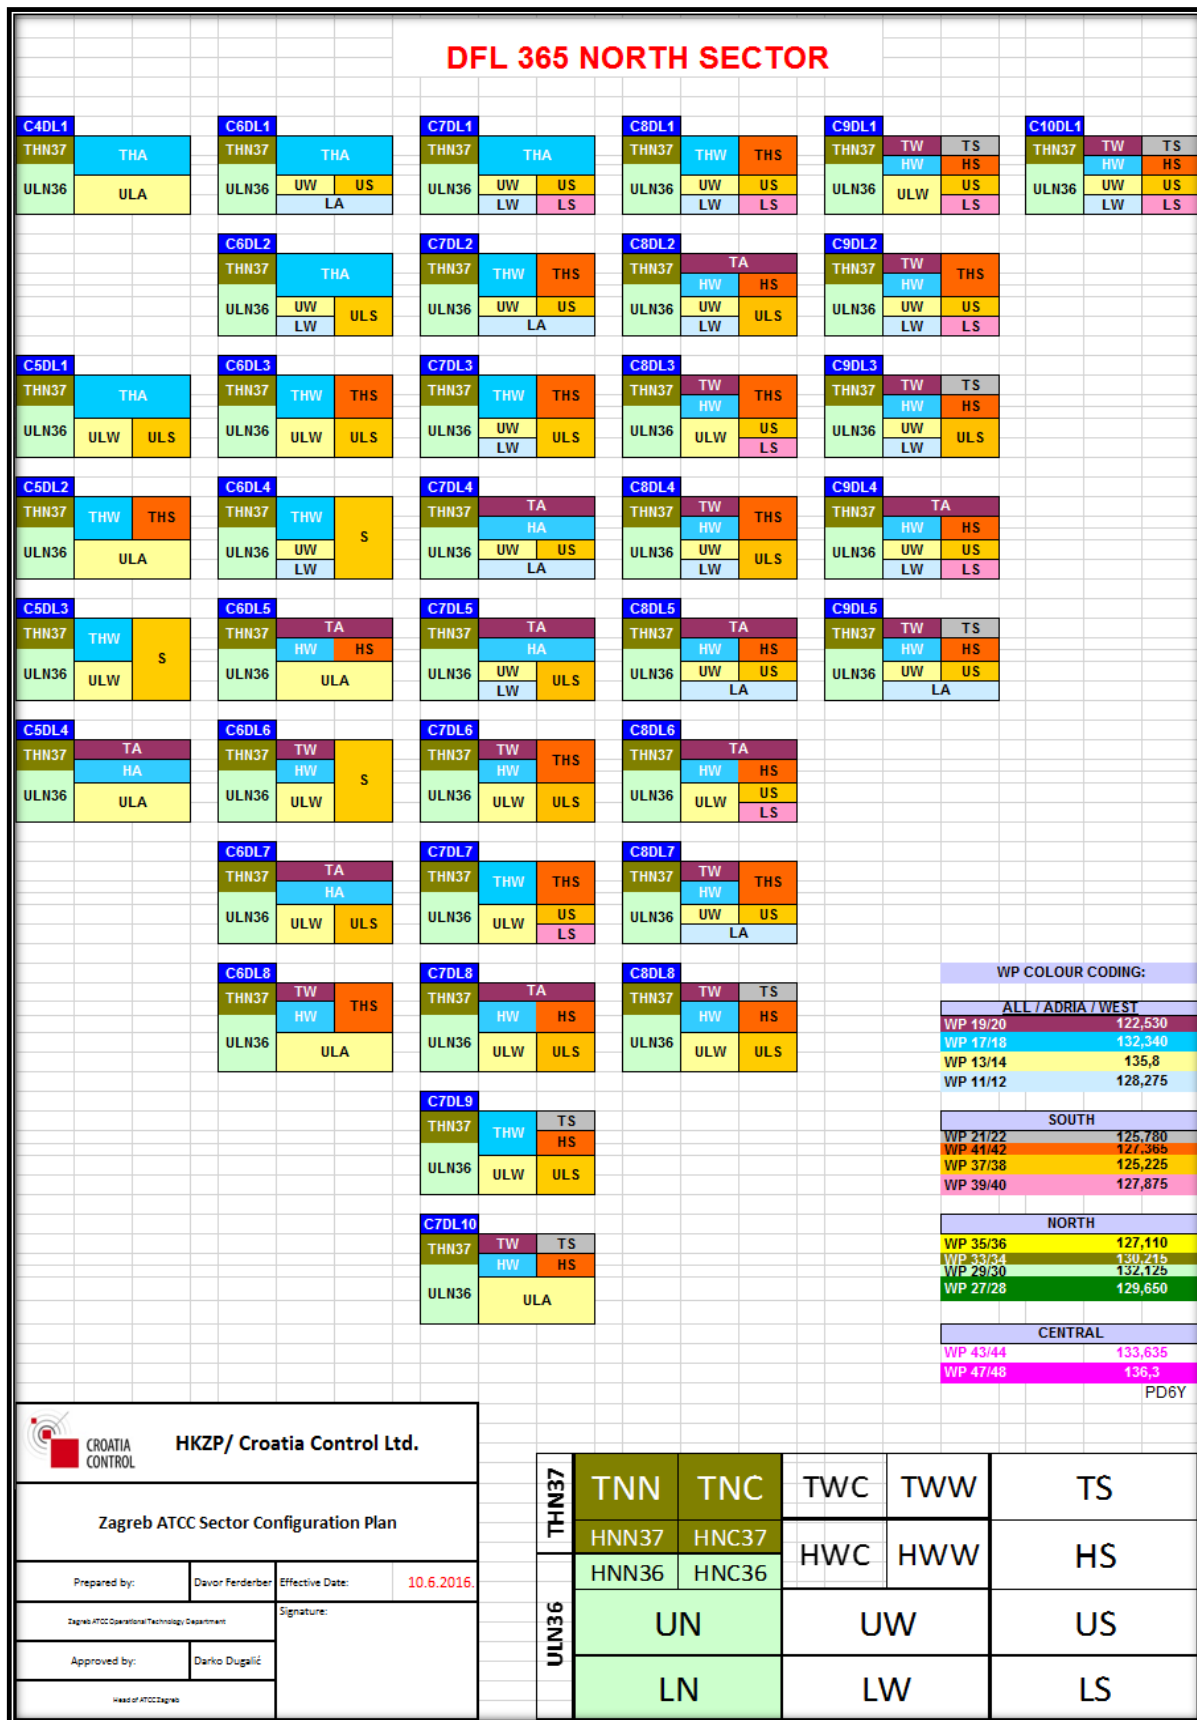 DFL 365 NORTH SECTOR
C4DL1 C6DL1 C7DL1 C8DL1 C9DL1 C10DL1
THN37 THA THN37 THA THN37 THA THN37 THW THS THN37 TW TS THN37 TW TS
HW HS HW HS
ULN36 ULA ULN36 UW US ULN36 UW US ULN36 UW US ULN36 ULW US ULN36 UW US
LA LW LS LW LS LS LW LS
C6DL2 C7DL2 C8DL2 C9DL2
THN37 THA THN37 THW THS THN37 TA THN37 TW THS
HW HS HW
ULN36 UW ULS ULN36 UW US ULN36 UW ULS ULN36 UW US
LW LA LW LW LS
C5DL1 C6DL3 C7DL3 C8DL3 C9DL3
THN37 THA THN37 THW THS THN37 THW THS THN37 TW THS THN37 TW TS
HW HW HS
ULN36 ULW ULS ULN36 ULW ULS ULN36 UW ULS ULN36 ULW US ULN36 UW ULS
LW LS LW
C5DL2 C6DL4 C7DL4 C8DL4 C9DL4
THN37 THW THS THN37 THW S THN37 TA THN37 TW THS THN37 TA
HA HW HW HS
ULN36 ULA ULN36 UW ULN36 UW US ULN36 UW ULS ULN36 UW US
LW LA LW LW LS
C5DL3 C6DL5 C7DL5 C8DL5 C9DL5
THN37 THW S THN37 TA THN37 TA THN37 TA THN37 TW TS
HW HS HA HW HS HW HS
ULN36 ULW ULN36 ULA ULN36 UW ULS ULN36 UW US ULN36 UW US
LW LA LA
C5DL4 C6DL6 C7DL6 C8DL6
THN37 TA THN37 TW S THN37 TW THS THN37 TA
HA HW HW HW HS
ULN36 ULA ULN36 ULW ULN36 ULW ULS ULN36 ULW US
LS
C6DL7 C7DL7 C8DL7
THN37 TA THN37 THW THS THN37 TW THS
HA HW
ULN36 ULW ULS ULN36 ULW US ULN36 UW US
LS LA
C6DL8 C7DL8 C8DL8
THN37 TW THS THN37 TA THN37 TW TS
HW HW HS HW HS
ULN36 ULA ULN36 ULW ULS ULN36 ULW ULS
C7DL9
THN37 THW TS
HS
ULN36 ULW ULS
C7DL10
THN37 TW TS
HW HS
ULN36 ULA
WP COLOUR CODING:
ALL / ADRIA / WEST
WP 19/20 122,530
WP 17/18 132,340
WP 13/14 135,8
WP 11/12 128,275
SOUTH
WP 21/22 125,780
WP 41/42 127,365
WP 37/38 125,225
WP 39/40 127,875
NORTH
WP 35/36 127,110
WP 33/34 130,215
WP 29/30 132,125
WP 27/28 129,650
CENTRAL
WP 43/44 133,635
WP 47/48 136,3
PD6Y
CROATIA
CONTROL
HKZP/ Croatia Control Ltd.
Zagreb ATCC Sector Configuration Plan
Prepared by: Davor Ferderber Effective Date: 10.6.2016.
Zagreb ATCC Operational Technology Department
Signature:
Approved by: Darko Dugalić
Head of ATCC Zagreb
THN37 TNN TNC TWC TWW TS
HNN37 HNC37 HWC HWW HS
ULN36 HNN36 HNC36
UN UW US
LN LW LS